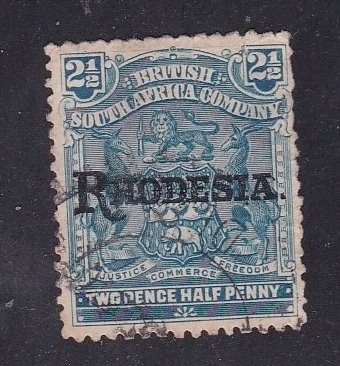 2½ BRITISH 2½
SOUTH AFRICA COMPANY
RHODESIA.
JUSTICE COMMERCE FREEDOM
TWO PENCE HALF PENNY